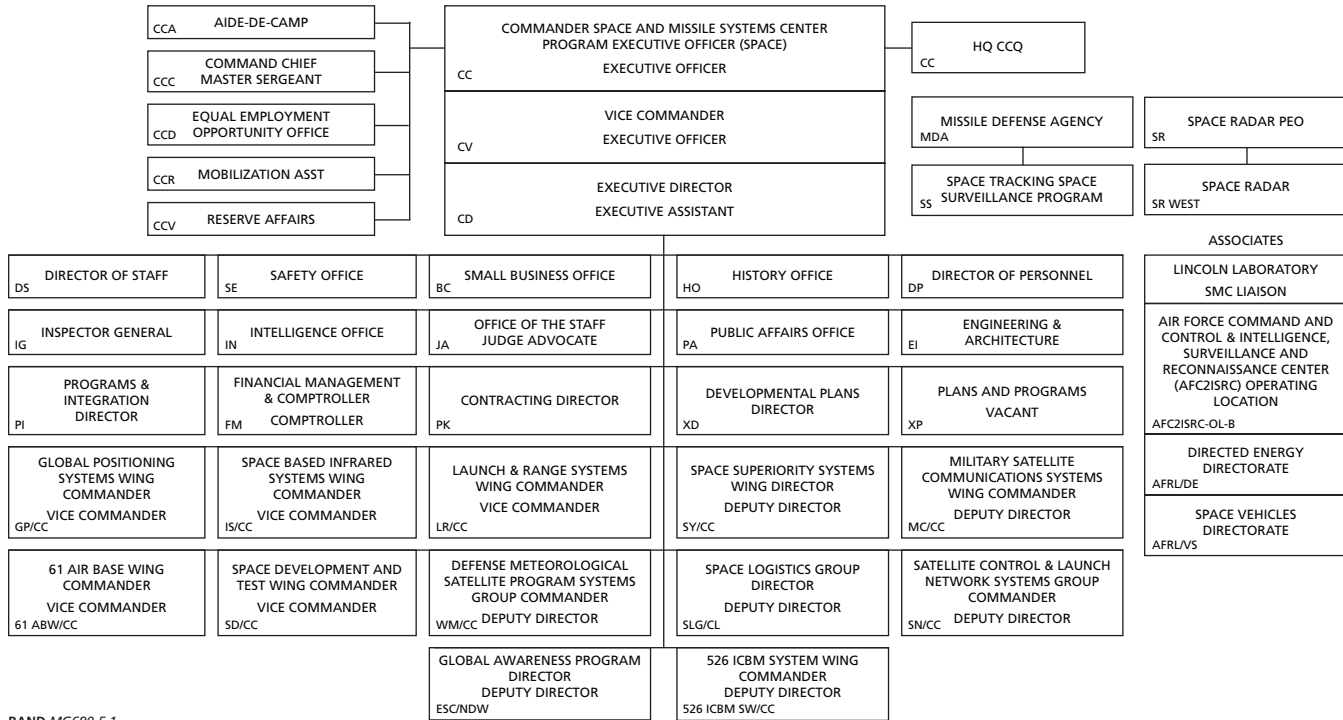 AIDE-DE-CAMP
CCA
COMMAND CHIEF
MASTER SERGEANT
CCC
EQUAL EMPLOYMENT
OPPORTUNITY OFFICE
CCD
MOBILIZATION ASST
CCR
RESERVE AFFAIRS
CCV
COMMANDER SPACE AND MISSILE SYSTEMS CENTER
PROGRAM EXECUTIVE OFFICER (SPACE)
EXECUTIVE OFFICER
CC
VICE COMMANDER
EXECUTIVE OFFICER
CV
EXECUTIVE DIRECTOR
EXECUTIVE ASSISTANT
CD
HQ CCQ
CC
MISSILE DEFENSE AGENCY
MDA
SPACE TRACKING SPACE
SURVEILLANCE PROGRAM
SS
SPACE RADAR PEO
SR
SPACE RADAR
SR WEST
DIRECTOR OF STAFF
DS
SAFETY OFFICE
SE
SMALL BUSINESS OFFICE
BC
HISTORY OFFICE
HO
DIRECTOR OF PERSONNEL
DP
INSPECTOR GENERAL
IG
INTELLIGENCE OFFICE
IN
OFFICE OF THE STAFF
JUDGE ADVOCATE
JA
PUBLIC AFFAIRS OFFICE
PA
ENGINEERING &
ARCHITECTURE
EI
PROGRAMS &
INTEGRATION
DIRECTOR
PI
FINANCIAL MANAGEMENT
& COMPTROLLER
COMPTROLLER
FM
CONTRACTING DIRECTOR
PK
DEVELOPMENTAL PLANS
DIRECTOR
XD
PLANS AND PROGRAMS
VACANT
XP
GLOBAL POSITIONING
SYSTEMS WING
COMMANDER
VICE COMMANDER
GP/CC
SPACE BASED INFRARED
SYSTEMS WING
COMMANDER
VICE COMMANDER
IS/CC
LAUNCH & RANGE SYSTEMS
WING COMMANDER
VICE COMMANDER
LR/CC
SPACE SUPERIORITY SYSTEMS
WING DIRECTOR
DEPUTY DIRECTOR
SY/CC
MILITARY SATELLITE
COMMUNICATIONS SYSTEMS
WING COMMANDER
DEPUTY DIRECTOR
MC/CC
61 AIR BASE WING
COMMANDER
VICE COMMANDER
61 ABW/CC
SPACE DEVELOPMENT AND
TEST WING COMMANDER
VICE COMMANDER
SD/CC
DEFENSE METEOROLOGICAL
SATELLITE PROGRAM SYSTEMS
GROUP COMMANDER
WM/CC DEPUTY DIRECTOR
SPACE LOGISTICS GROUP
DIRECTOR
DEPUTY DIRECTOR
SLG/CL
SATELLITE CONTROL & LAUNCH
NETWORK SYSTEMS GROUP
COMMANDER
SN/CC DEPUTY DIRECTOR
GLOBAL AWARENESS PROGRAM
DIRECTOR
DEPUTY DIRECTOR
ESC/NDW
526 ICBM SYSTEM WING
COMMANDER
DEPUTY DIRECTOR
526 ICBM SW/CC
ASSOCIATES
LINCOLN LABORATORY
SMC LIAISON
AIR FORCE COMMAND AND
CONTROL & INTELLIGENCE,
SURVEILLANCE AND
RECONNAISSANCE CENTER
(AFC2ISRC) OPERATING
LOCATION
AFC2ISRC-OL-B
DIRECTED ENERGY
DIRECTORATE
AFRL/DE
SPACE VEHICLES
DIRECTORATE
AFRL/VS